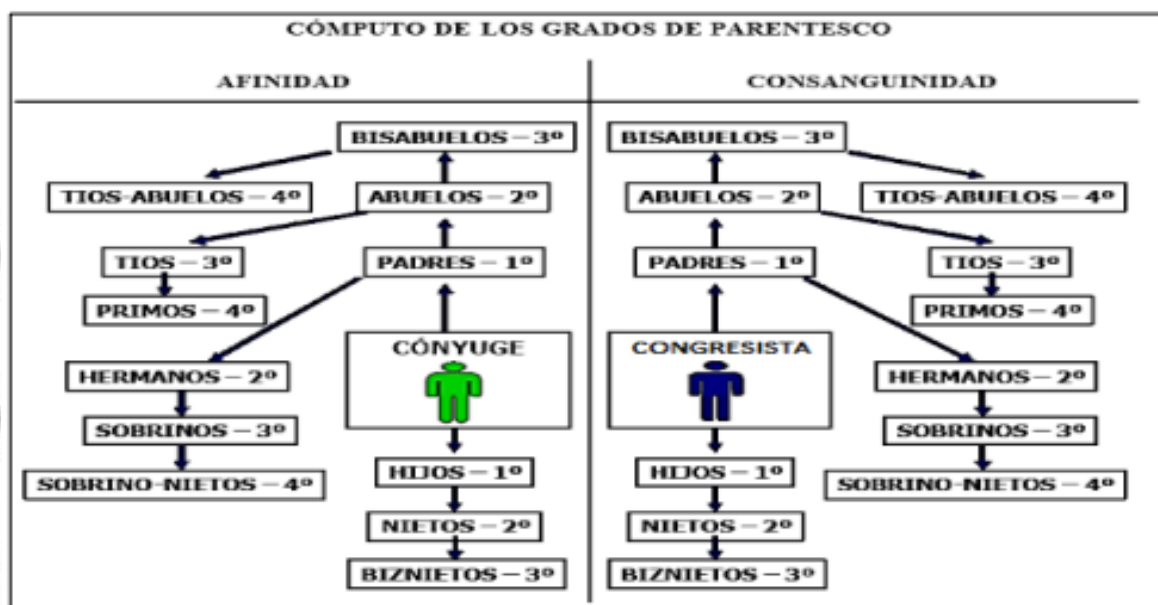 CÓMPUTO DE LOS GRADOS DE PARENTESCO
AFINIDAD
BISABUELOS – 3º
TIOS-ABUELOS – 4º
ABUELOS – 2º
TIOS – 3º
PADRES – 1º
PRIMOS – 4º
CÓNYUGE
HERMANOS – 2º
SOBRINOS – 3º
SOBRINO-NIETOS – 4º
HIJOS – 1º
NIETOS – 2º
BIZNIETOS – 3º
CONSANGUINIDAD
BISABUELOS – 3º
ABUELOS – 2º
TIOS-ABUELOS – 4º
PADRES – 1º
TIOS – 3º
PRIMOS – 4º
CONGRESISTA
HERMANOS – 2º
SOBRINOS – 3º
HIJOS – 1º
SOBRINO-NIETOS – 4º
NIETOS – 2º
BIZNIETOS – 3º